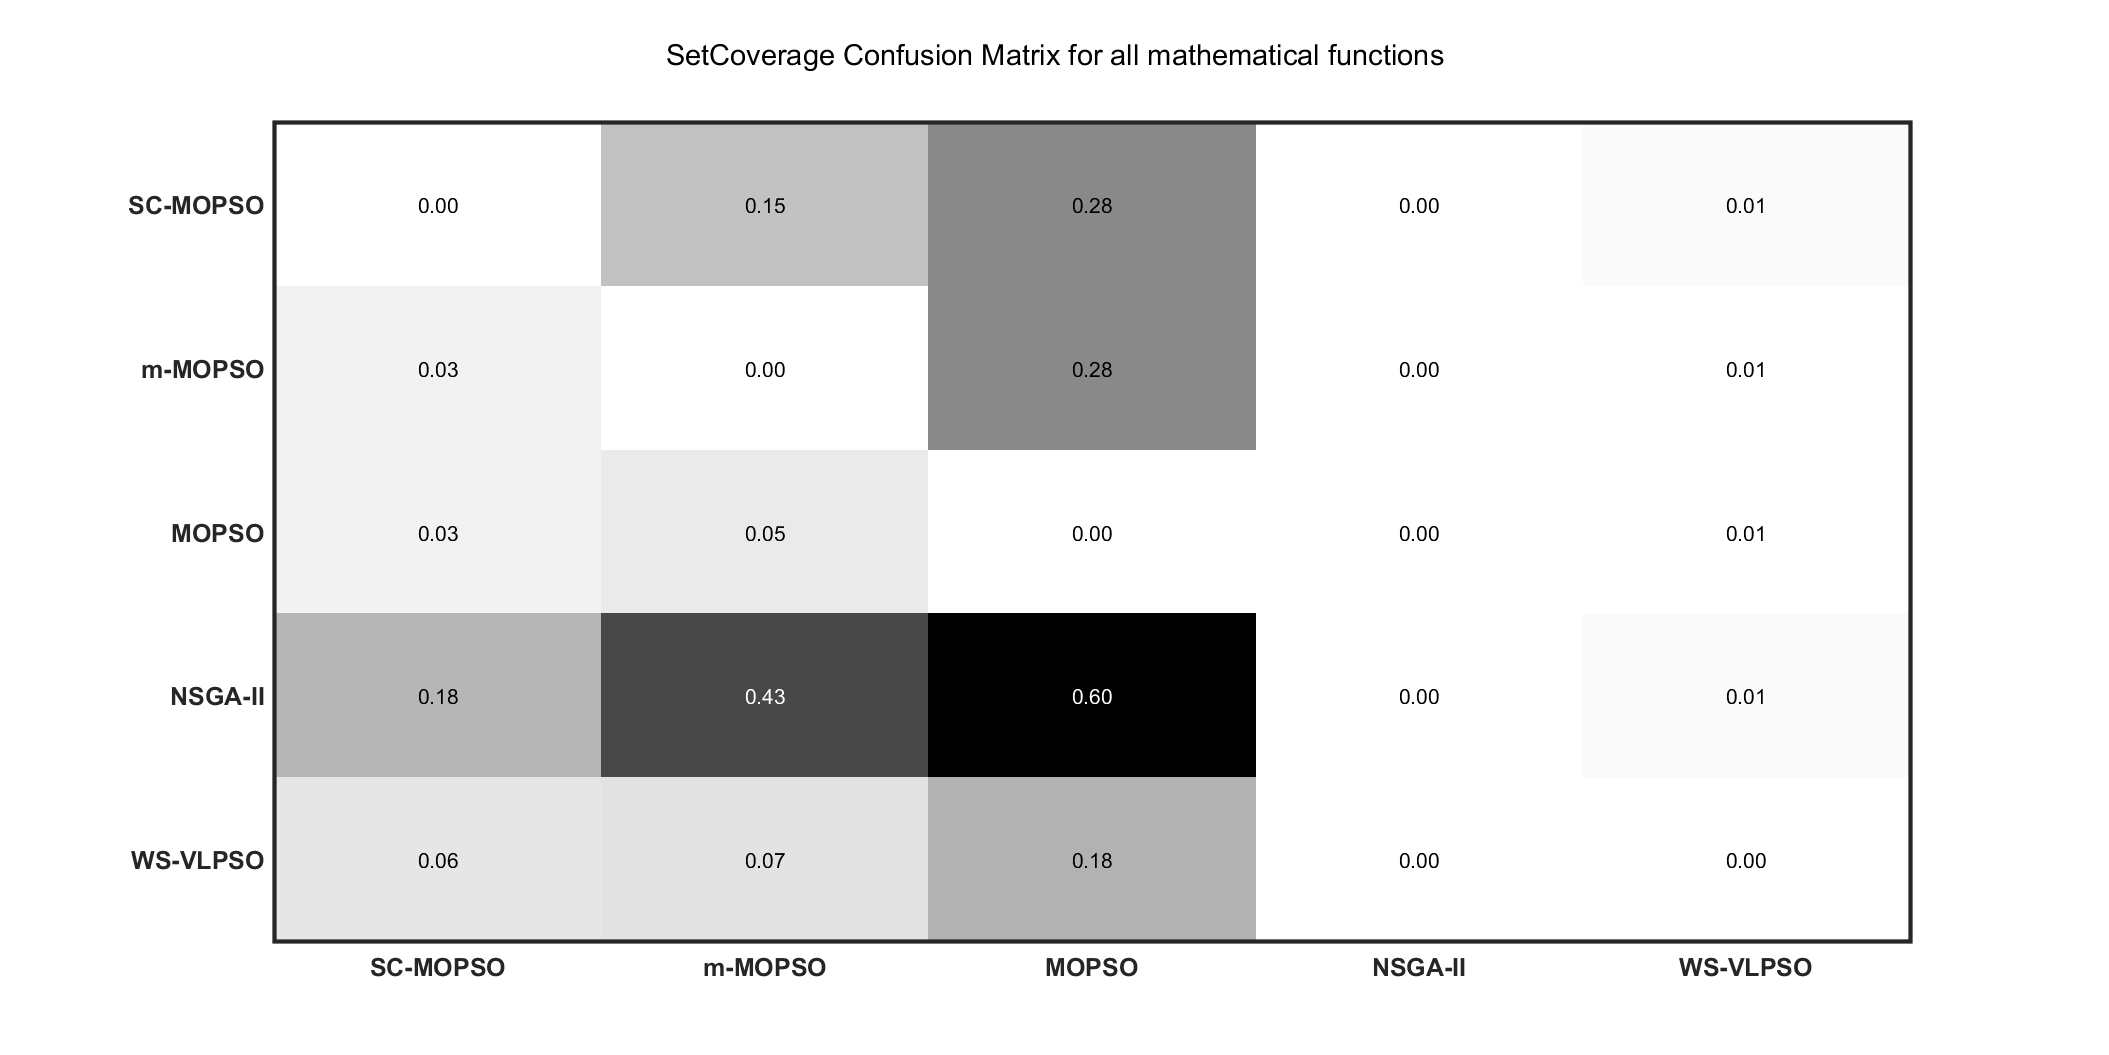 SetCoverage Confusion Matrix for all mathematical functions
SC-MOPSO 0.00 0.15 0.28 0.00 0.01
m-MOPSO 0.03 0.00 0.28 0.00 0.01
MOPSO 0.03 0.05 0.00 0.00 0.01
NSGA-II 0.18 0.43 0.60 0.00 0.01
WS-VLPSO 0.06 0.07 0.18 0.00 0.00
SC-MOPSO m-MOPSO MOPSO NSGA-II WS-VLPSO